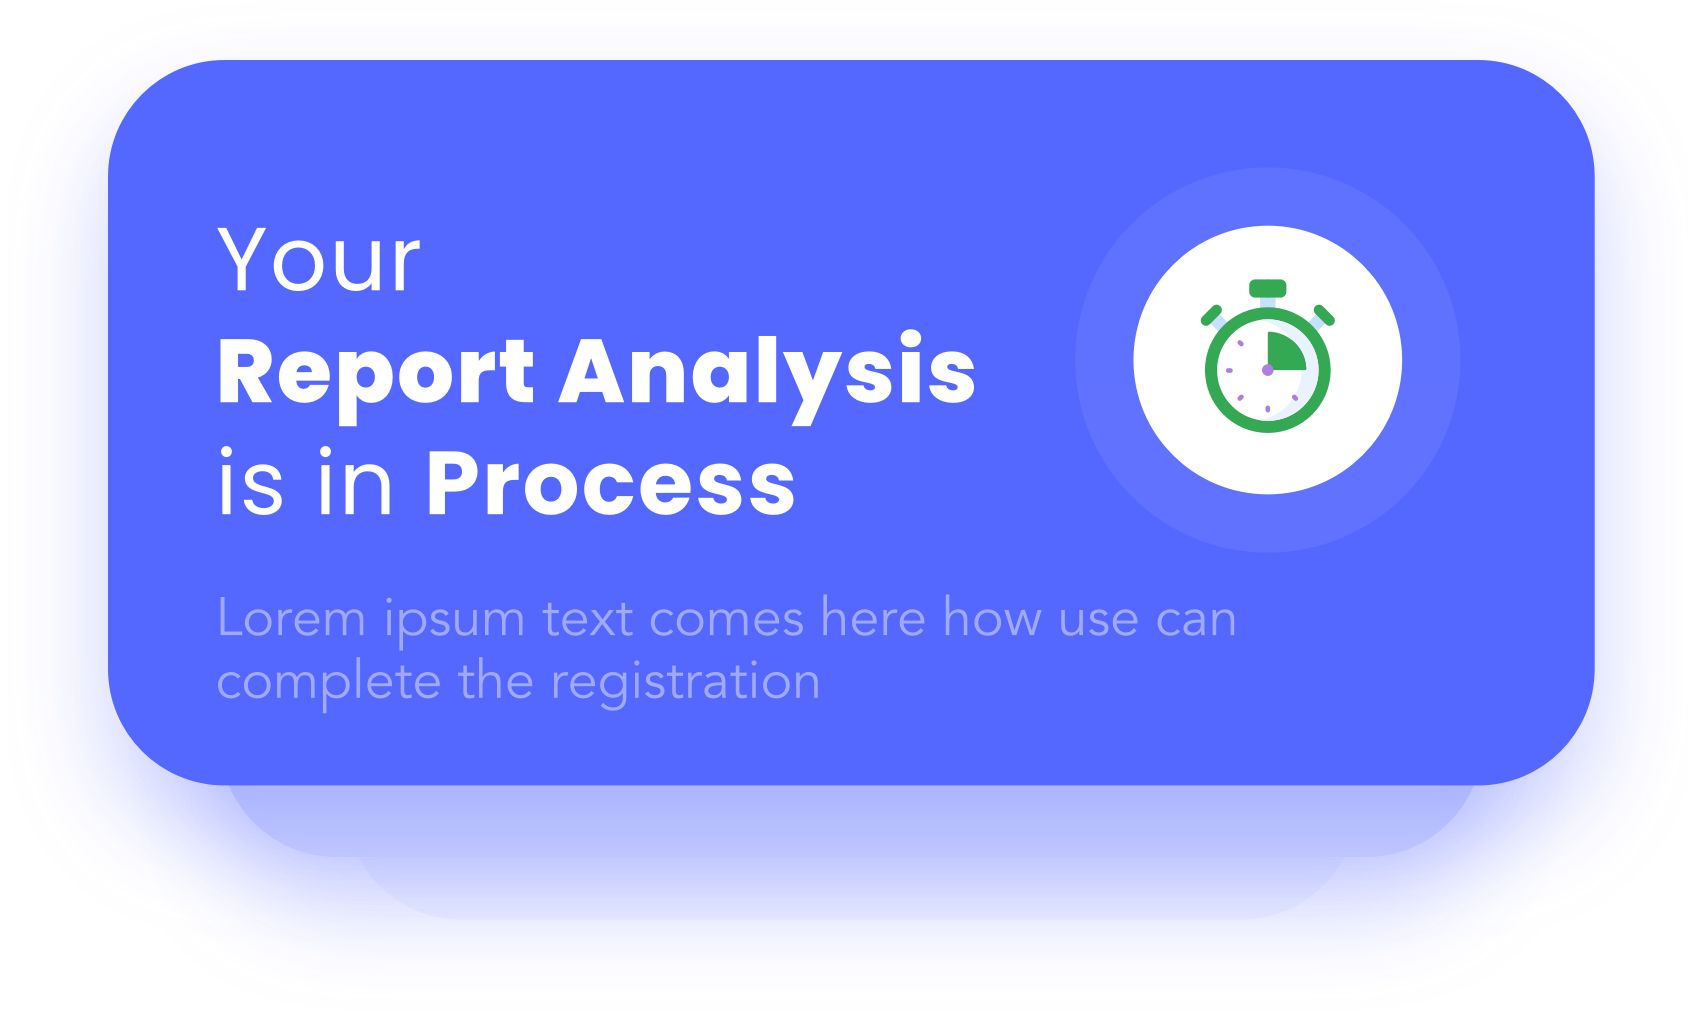 Your
Report Analysis
is in Process
Lorem ipsum text comes here how use can
complete the registration